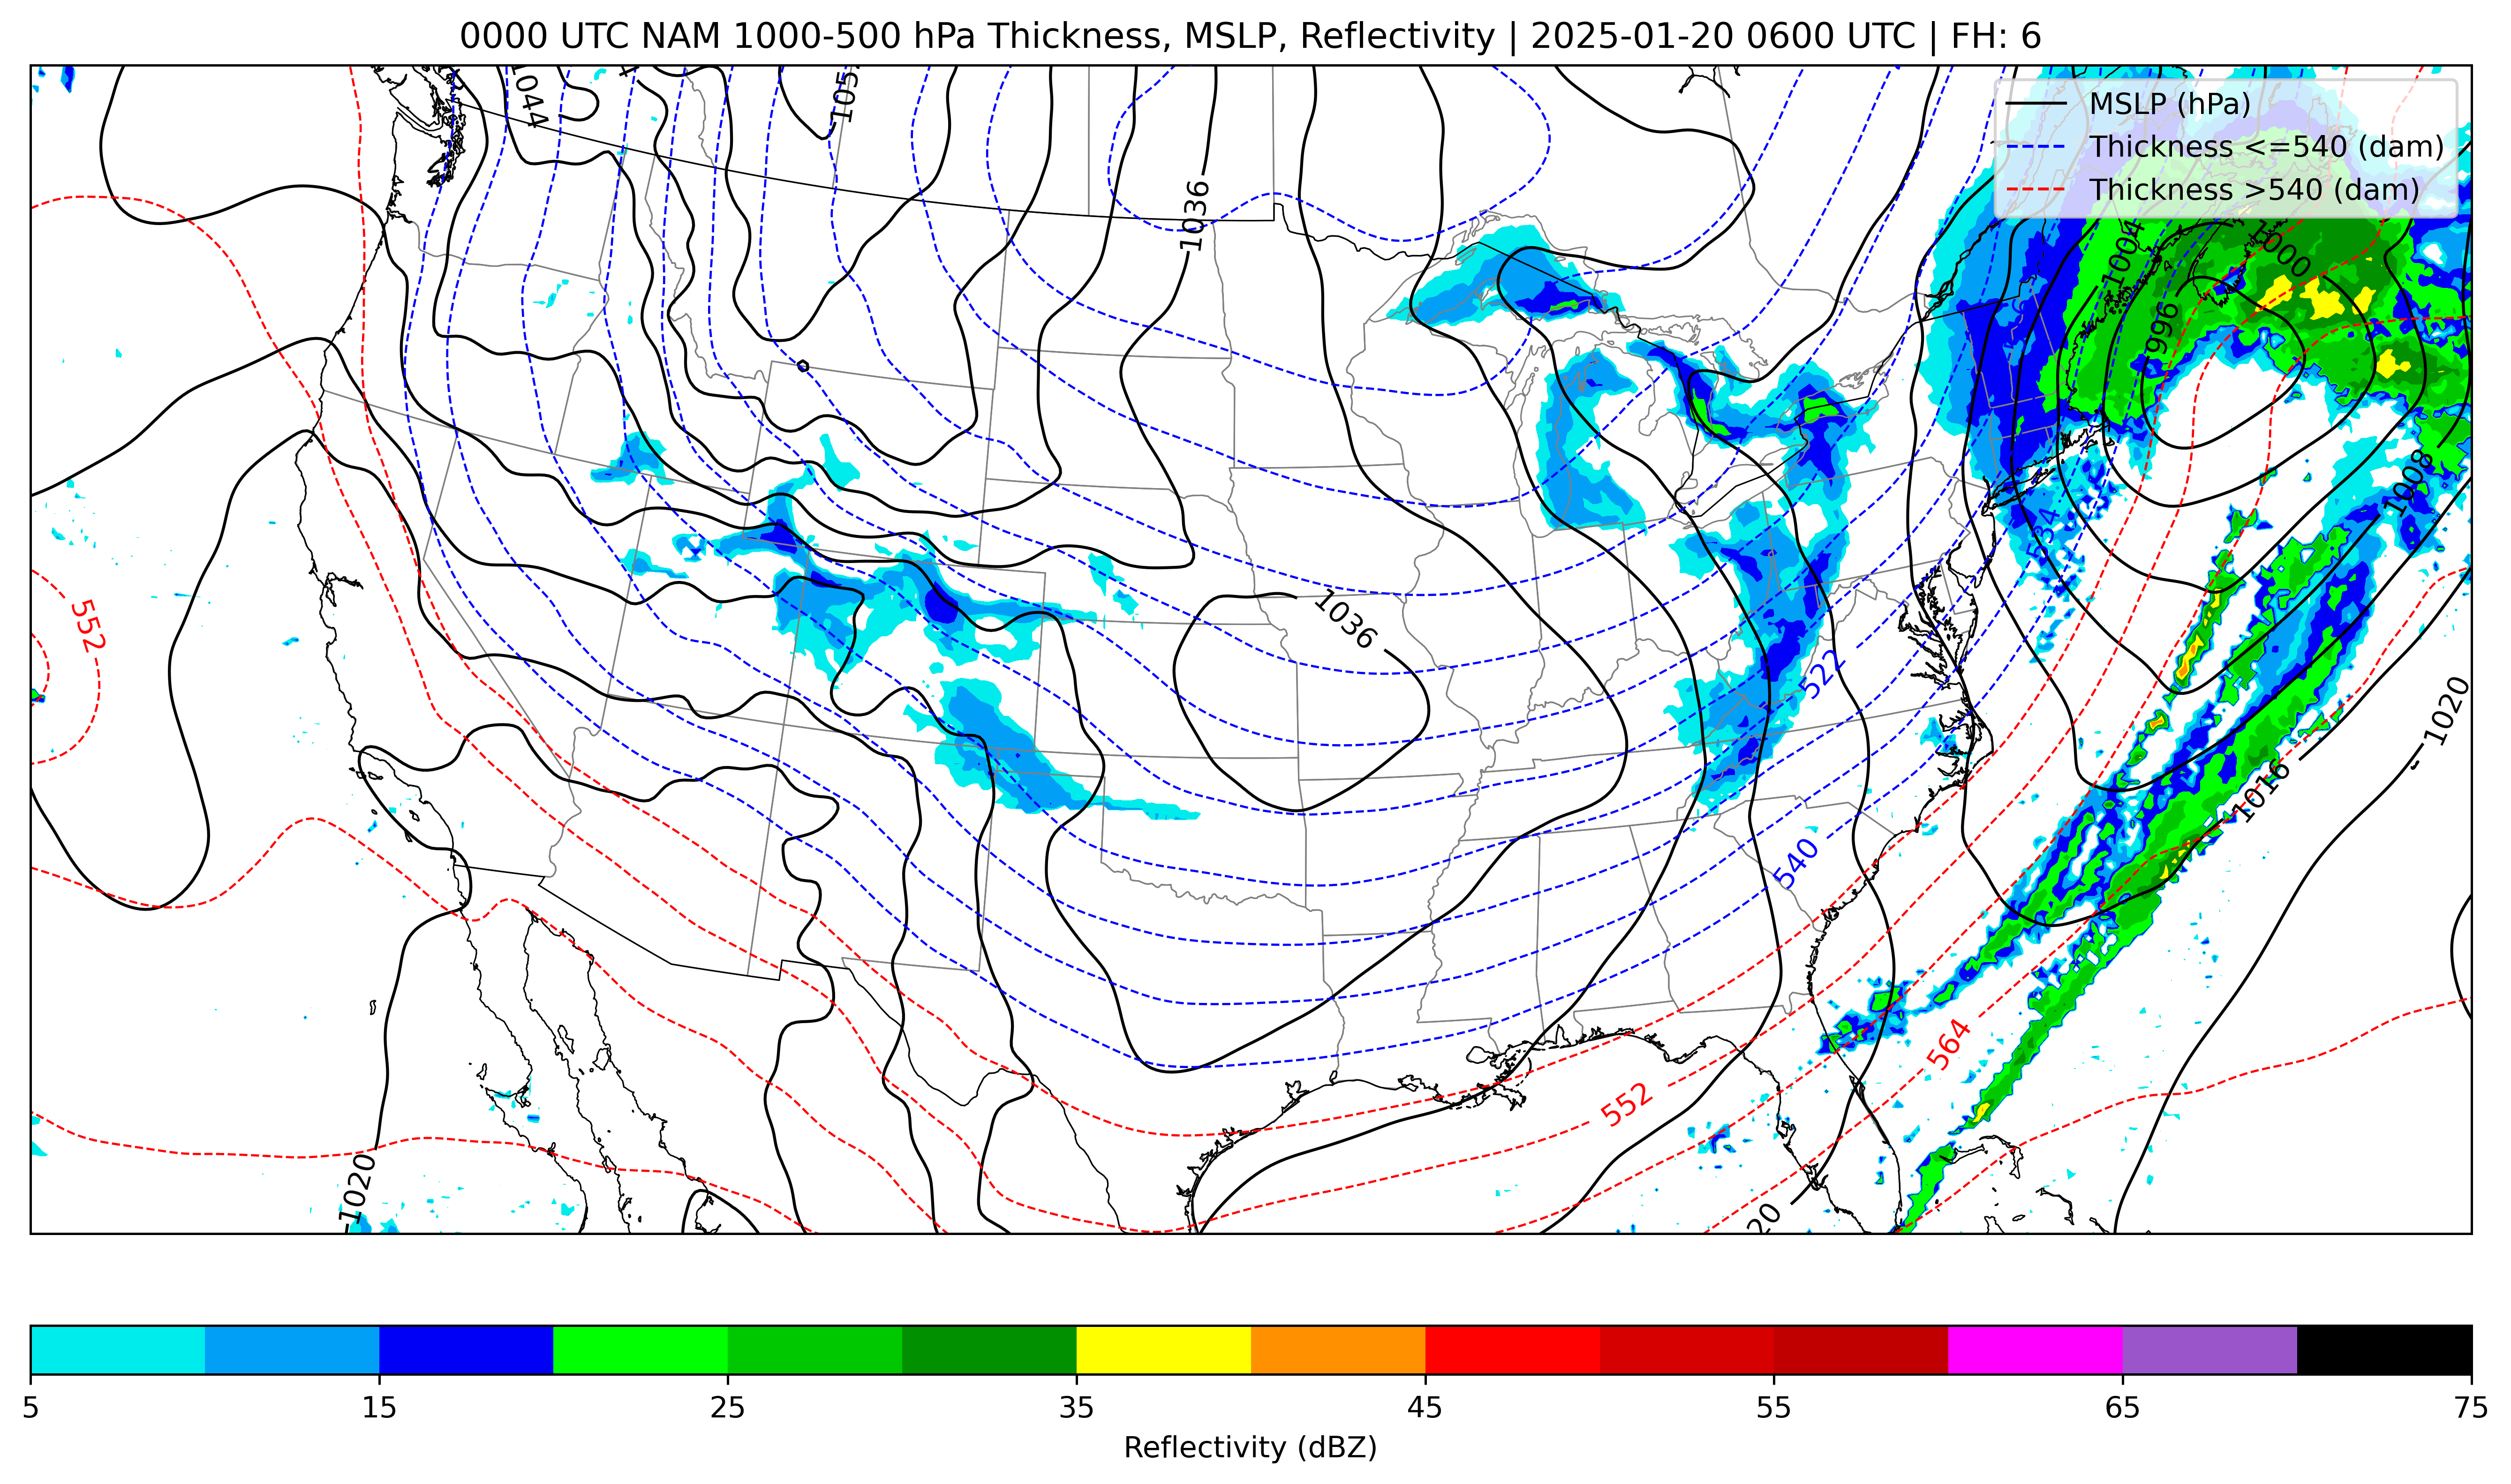 0000 UTC NAM 1000-500 hPa Thickness, MSLP, Reflectivity | 2025-01-20 0600 UTC | FH: 6
MSLP (hPa)
Thickness <=540 (dam)
Thickness >540 (dam)
1044
1036
1004
1000
996
1008
534
552
1036
522
1020
1016
540
564
552
1020
20
5 15 25 35 45 55 65 75
Reflectivity (dBZ)